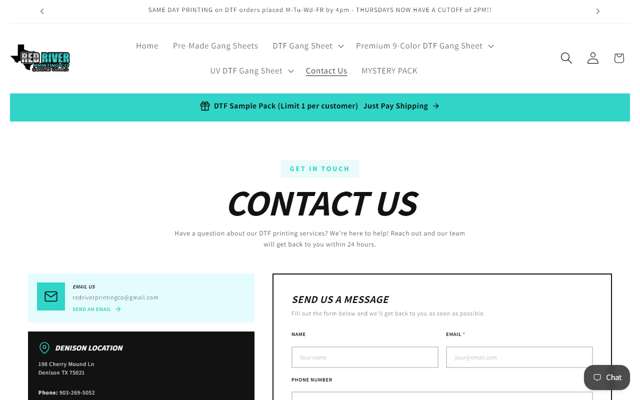 SAME DAY PRINTING on DTF orders placed M-Tu-Wd-FR by 4pm - THURSDAYS NOW HAVE A CUTOFF of 2PM!!
Home
Pre-Made Gang Sheets
DTF Gang Sheet
Premium 9-Color DTF Gang Sheet
RED RIVER
UV DTF Gang Sheet
Contact Us
MYSTERY PACK
DTF Sample Pack (Limit 1 per customer) Just Pay Shipping
GET IN TOUCH
CONTACT US
Have a question about our DTF printing services? We're here to help! Reach out and our team
will get back to you within 24 hours.
EMAIL US
redriverprintingco@gmail.com
SEND AN EMAIL
DENISON LOCATION
198 Cherry Mound Ln
Denison TX 75021
Phone: 903-269-5052
SEND US A MESSAGE
Fill out the form below and we'll get back to you as soon as possible.
NAME
EMAIL *
Your name
your@email.com
PHONE NUMBER
Chat